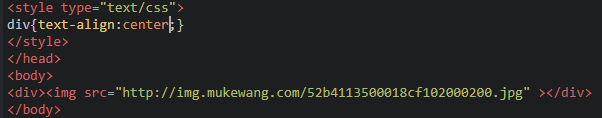 <style type="text/css">
div{text-align:center;}
</style>
</head>
<body>
<div><img src="http://img.mukewang.com/52b4113500018cf102000200.jpg" ></div>
</body>